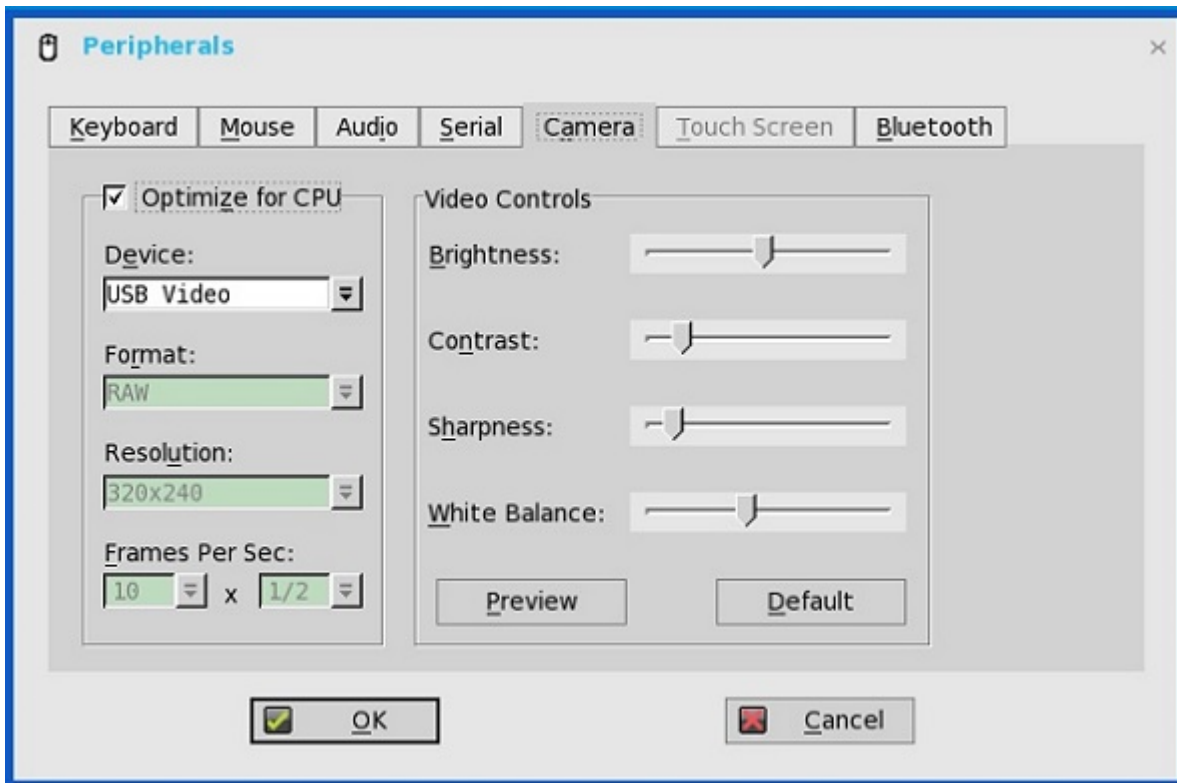 Peripherals
Keyboard Mouse Audio Serial Camera Touch Screen Bluetooth
Optimize for CPU
Device:
USB Video
Format:
RAW
Resolution:
320x240
Frames Per Sec:
10 x 1/2
Video Controls
Brightness:
Contrast:
Sharpness:
White Balance:
Preview Default
OK Cancel